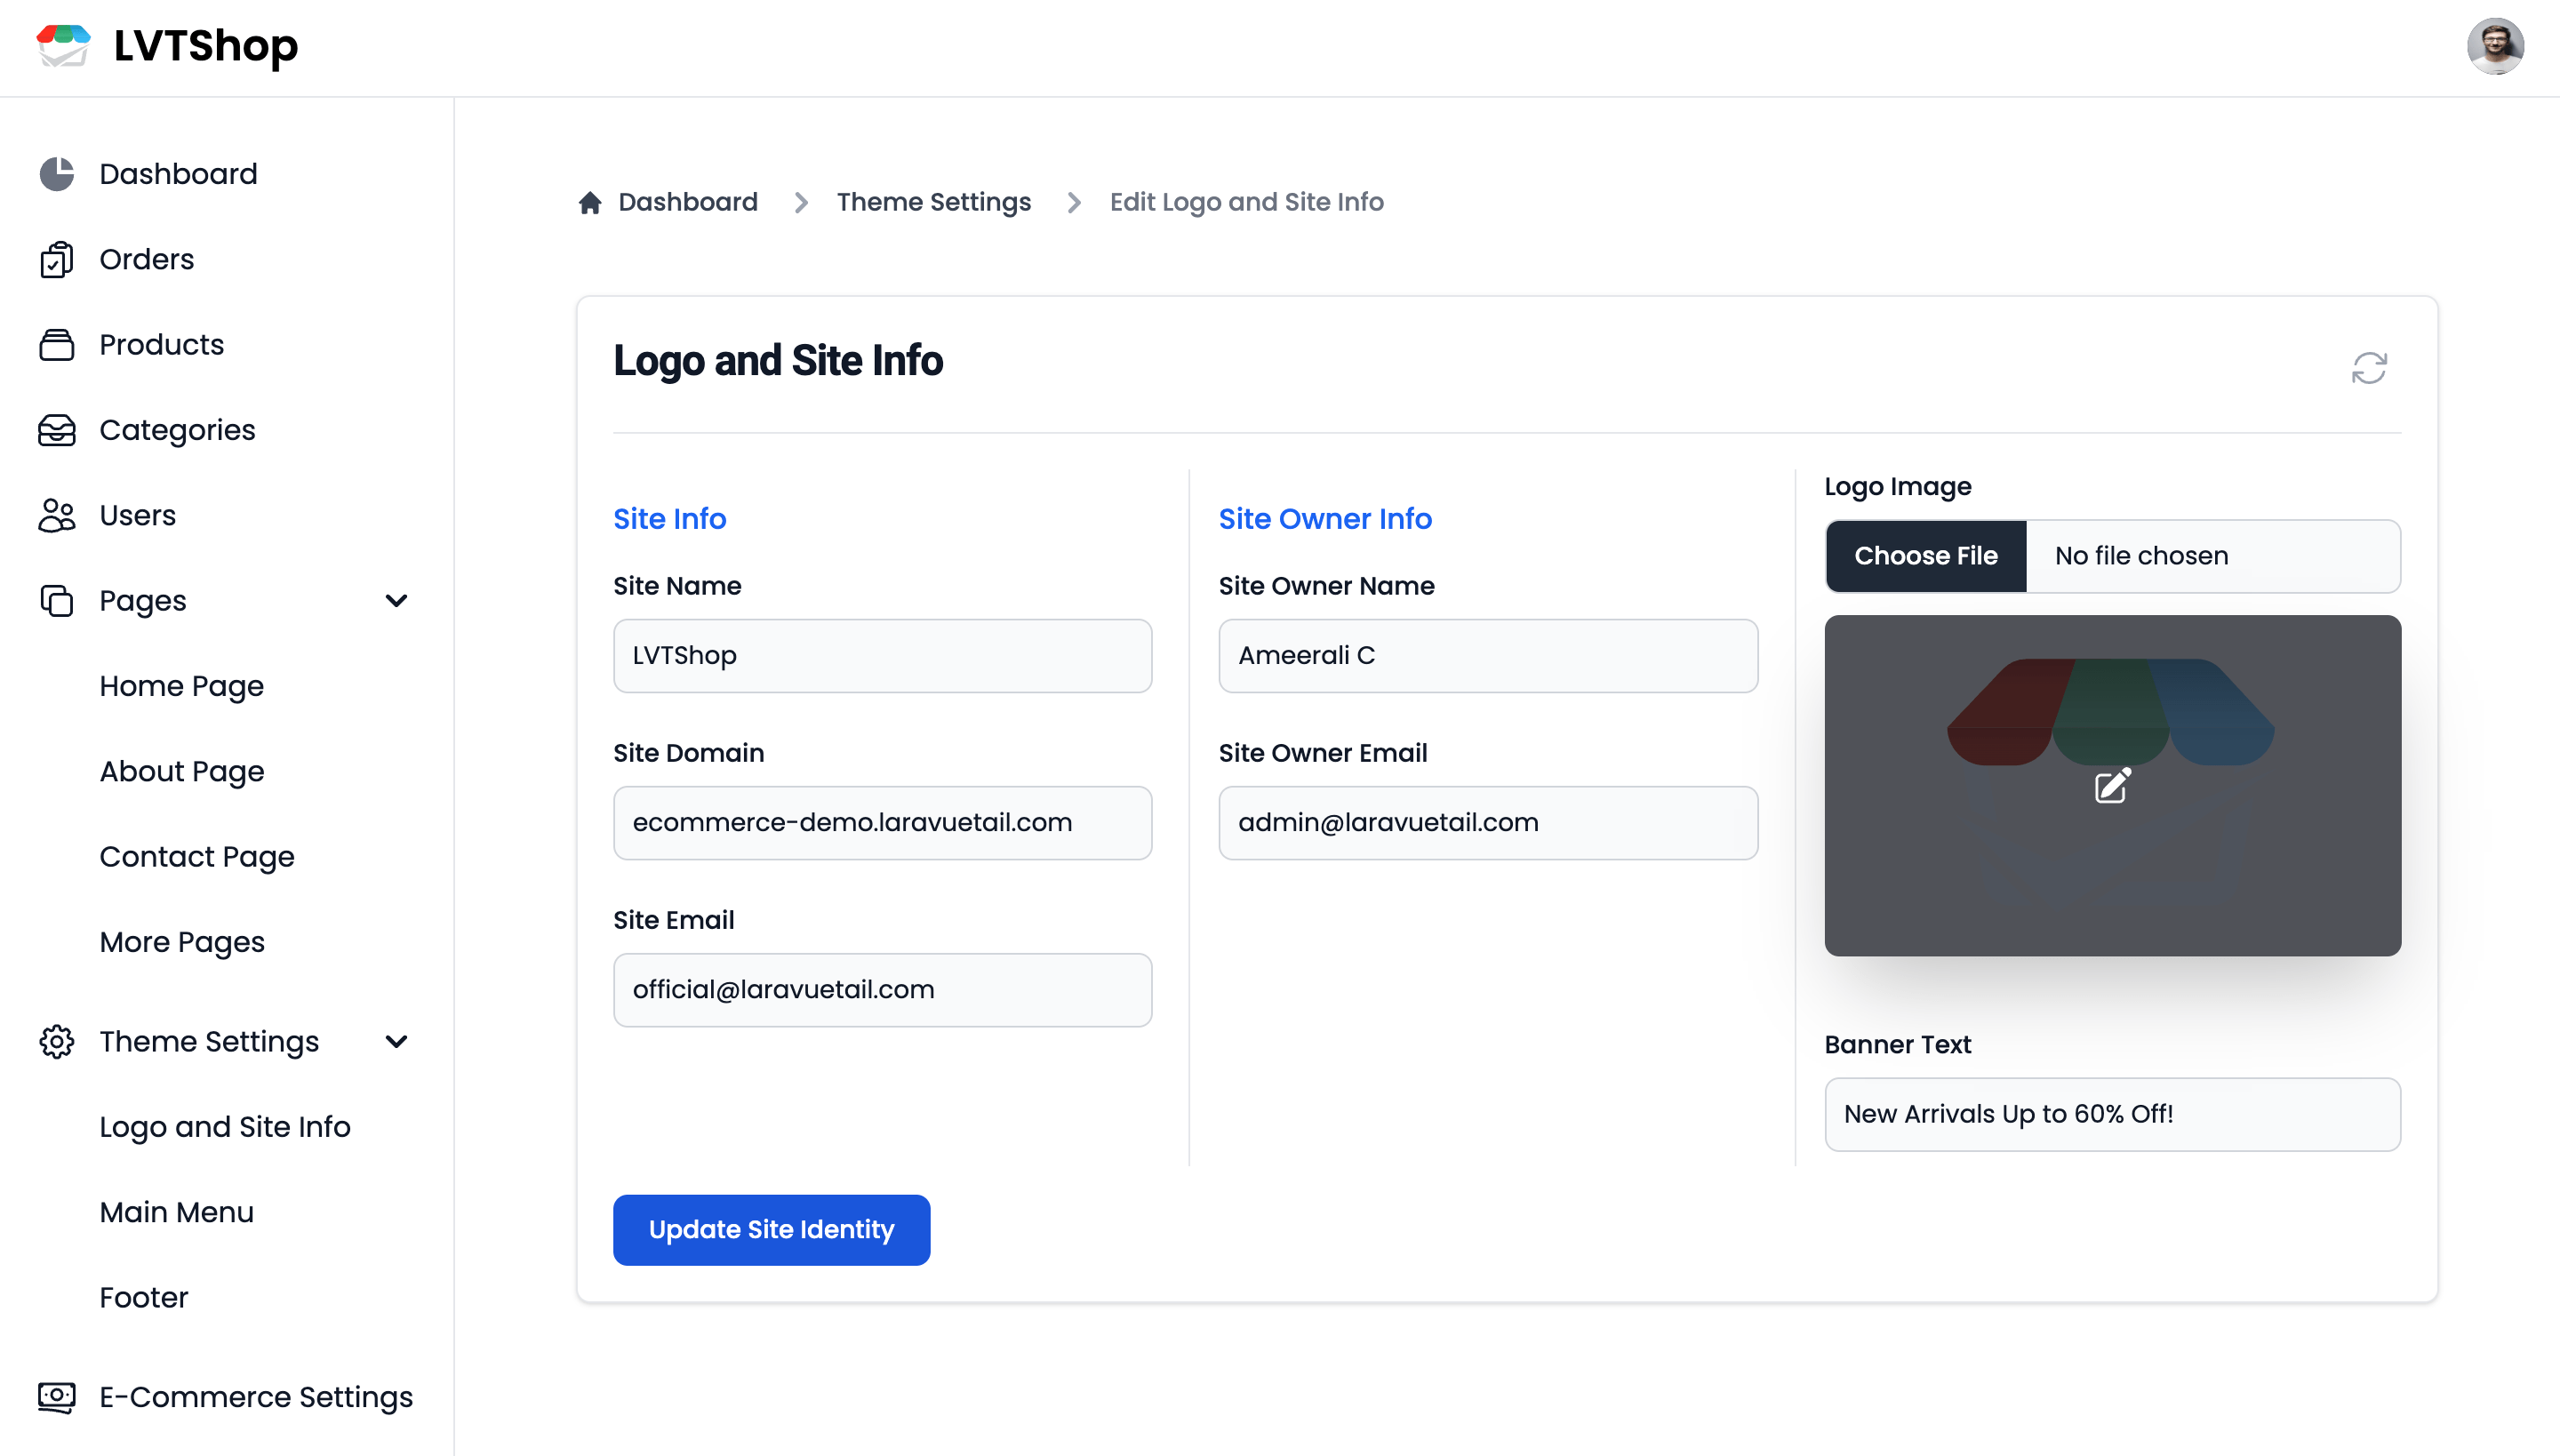 LVTShop
Dashboard
Orders
Products
Categories
Users
Pages
Home Page
About Page
Contact Page
More Pages
Theme Settings
Logo and Site Info
Main Menu
Footer
E-Commerce Settings
Dashboard
Theme Settings
Edit Logo and Site Info
Logo and Site Info
Site Info
Site Name
LVTShop
Site Domain
ecommerce-demo.laravuetail.com
Site Email
official@laravuetail.com
Site Owner Info
Site Owner Name
Ameerali C
Site Owner Email
admin@laravuetail.com
Logo Image
Choose File
No file chosen
Banner Text
New Arrivals Up to 60% Off!
Update Site Identity